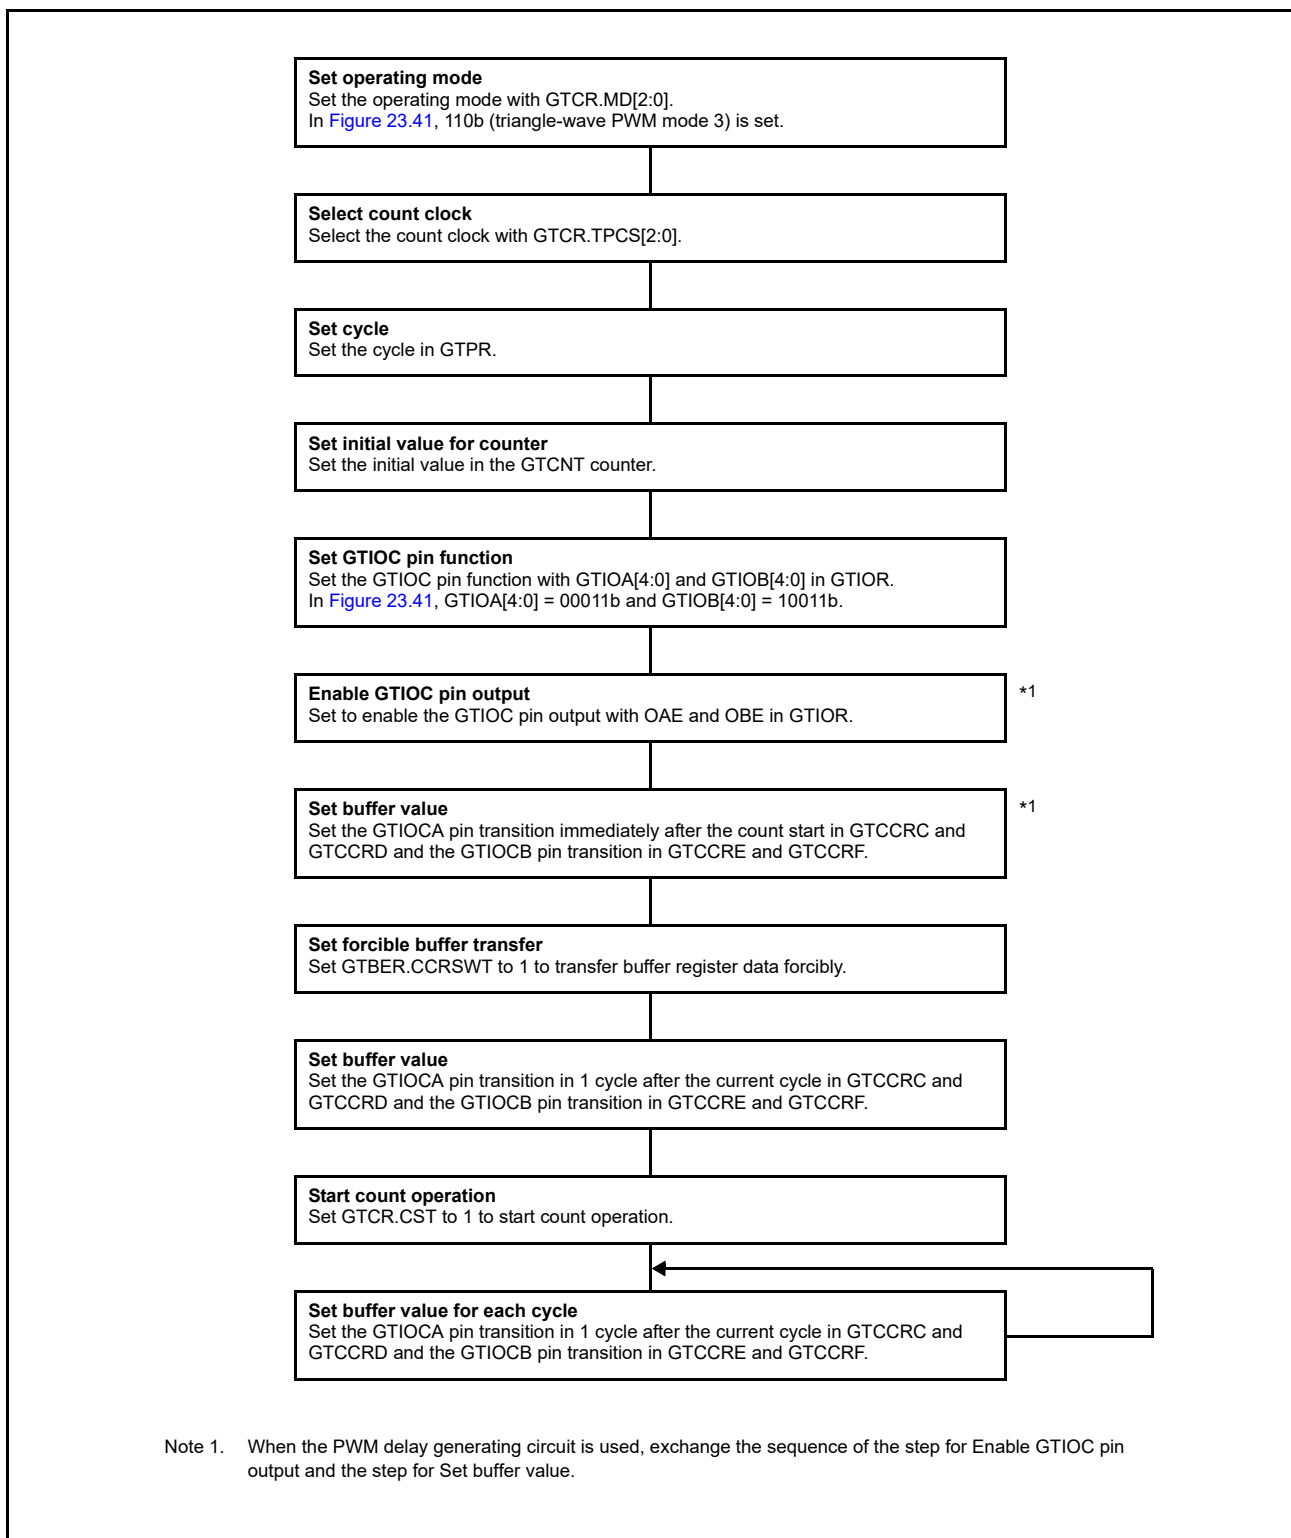 Set operating mode
Set the operating mode with GTCR.MD[2:0].
In Figure 23.41, 110b (triangle-wave PWM mode 3) is set.
Select count clock
Select the count clock with GTCR.TPCS[2:0].
Set cycle
Set the cycle in GTPR.
Set initial value for counter
Set the initial value in the GTCNT counter.
Set GTIOC pin function
Set the GTIOC pin function with GTIOA[4:0] and GTIOB[4:0] in GTIOR.
In Figure 23.41, GTIOA[4:0] = 00011b and GTIOB[4:0] = 10011b.
Enable GTIOC pin output
*1
Set to enable the GTIOC pin output with OAE and OBE in GTIOR.
Set buffer value
*1
Set the GTIOCA pin transition immediately after the count start in GTCCRC and
GTCCRD and the GTIOCB pin transition in GTCCRE and GTCCRF.
Set forcible buffer transfer
Set GTBER.CCRSWT to 1 to transfer buffer register data forcibly.
Set buffer value
Set the GTIOCA pin transition in 1 cycle after the current cycle in GTCCRC and
GTCCRD and the GTIOCB pin transition in GTCCRE and GTCCRF.
Start count operation
Set GTCR.CST to 1 to start count operation.
Set buffer value for each cycle
Set the GTIOCA pin transition in 1 cycle after the current cycle in GTCCRC and
GTCCRD and the GTIOCB pin transition in GTCCRE and GTCCRF.
Note 1. When the PWM delay generating circuit is used, exchange the sequence of the step for Enable GTIOC pin
output and the step for Set buffer value.